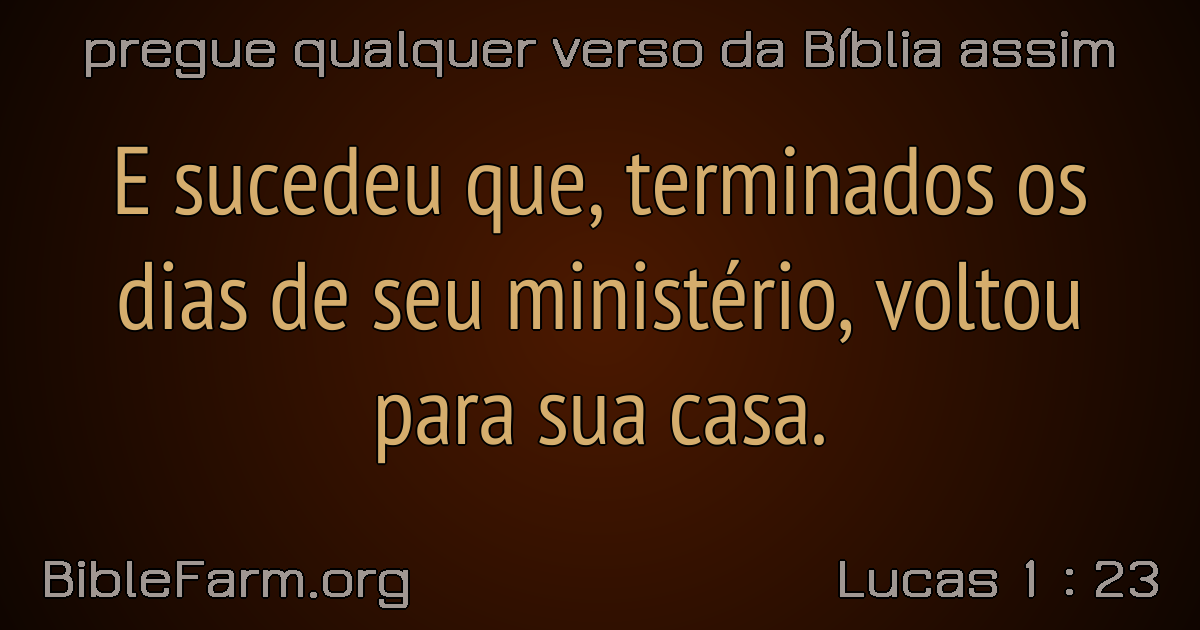 pregue qualquer verso da Bíblia assim
E sucedeu que, terminados os
dias de seu ministério, voltou
para sua casa.
BibleFarm.org
Lucas 1 : 23